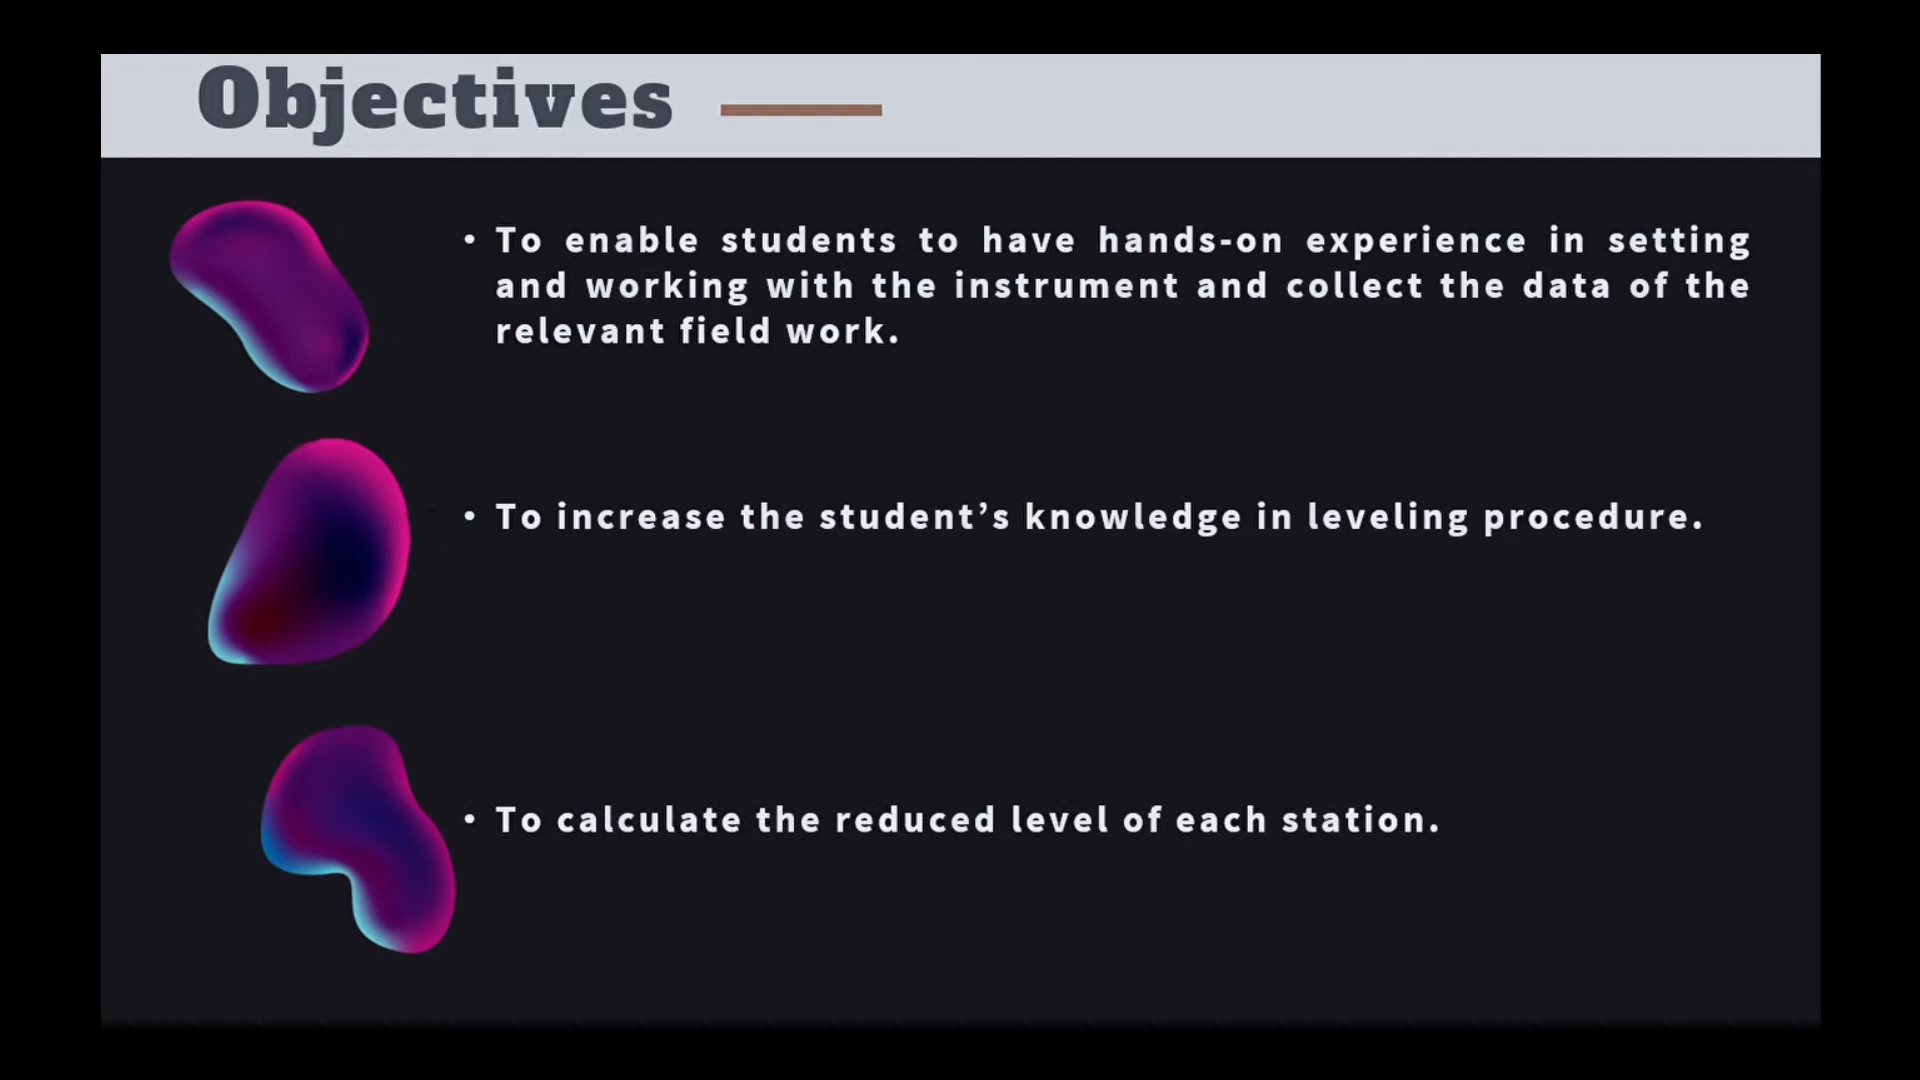 Objectives
• To enable students to have hands-on experience in setting
and working with the instrument and collect the data of the
relevant field work.
• To increase the student’s knowledge in leveling procedure.
• To calculate the reduced level of each station.